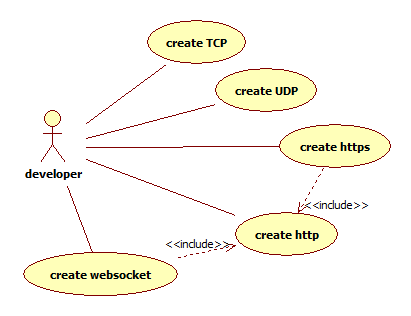 create TCP
create UDP
create https
developer
<<include>>
create http
<<include>>
create websocket